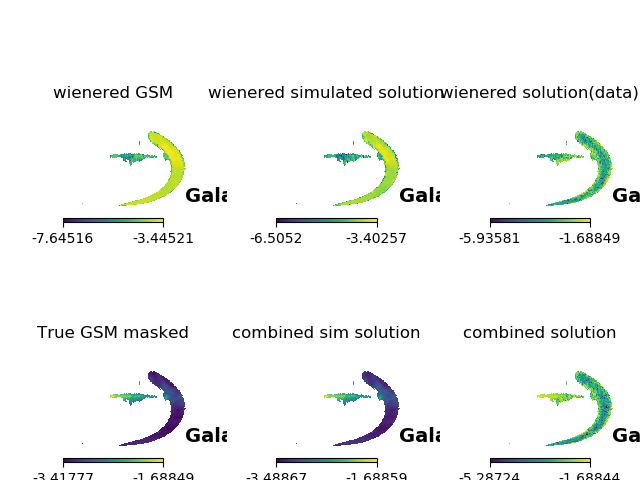 wienered GSM wienered simulated solution wienered solution(data)
Gala Gala Ga
-7.64516 -3.44521 -6.5052 -3.40257 -5.93581 -1.68849
True GSM masked combined sim solution combined solution
Gala Gala Ga
-3.41777 -1.68849 -3.48867 -1.68859 -5.28724 -1.68844